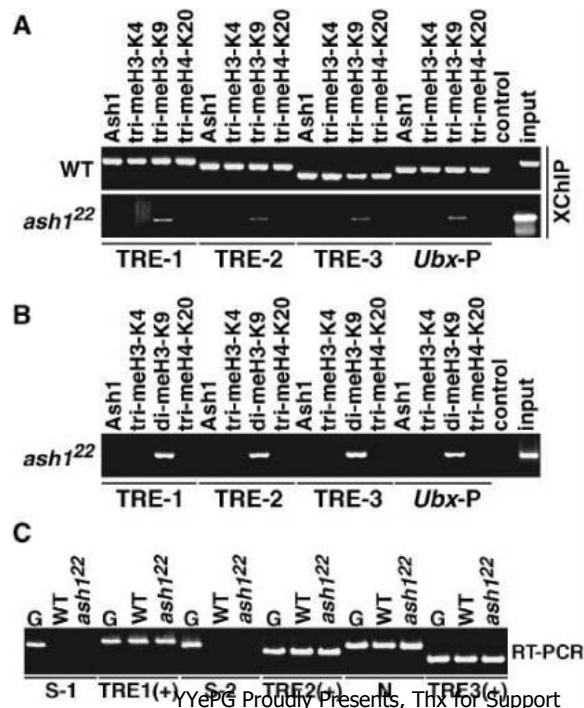 A
Ash1 tri-meH3-K4 tri-meH3-K9 tri-meH4-K20 Ash1 tri-meH3-K4 tri-meH3-K9 tri-meH4-K20 Ash1 tri-meH3-K4 tri-meH3-K9 tri-meH4-K20 Ash1 tri-meH3-K4 tri-meH3-K9 tri-meH4-K20 control input
WT
ash1²²
XChIP
TRE-1 TRE-2 TRE-3 Ubx-P
B
Ash1 tri-meH3-K4 di-meH3-K9 tri-meH4-K20 Ash1 tri-meH3-K4 di-meH3-K9 tri-meH4-K20 Ash1 tri-meH3-K4 di-meH3-K9 tri-meH4-K20 Ash1 tri-meH3-K4 di-meH3-K9 tri-meH4-K20 control input
ash1²²
TRE-1 TRE-2 TRE-3 Ubx-P
C
G WT ash1²² G WT ash1²² G WT ash1²²
RT-PCR
S-1 TRE1(+) S-2 TRE2(+) N TRE3(+)
YYePG Proudly Presents, Thx for Support